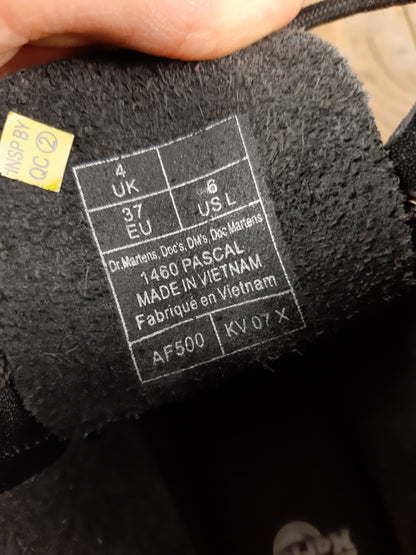 INSP BY
QC 2
4
UK
37
EU
6
US L
Dr.Martens, Doc's, DM's, Doc Martens
1460 PASCAL
MADE IN VIETNAM
Fabriqué en Vietnam
AF500
KV 07 X